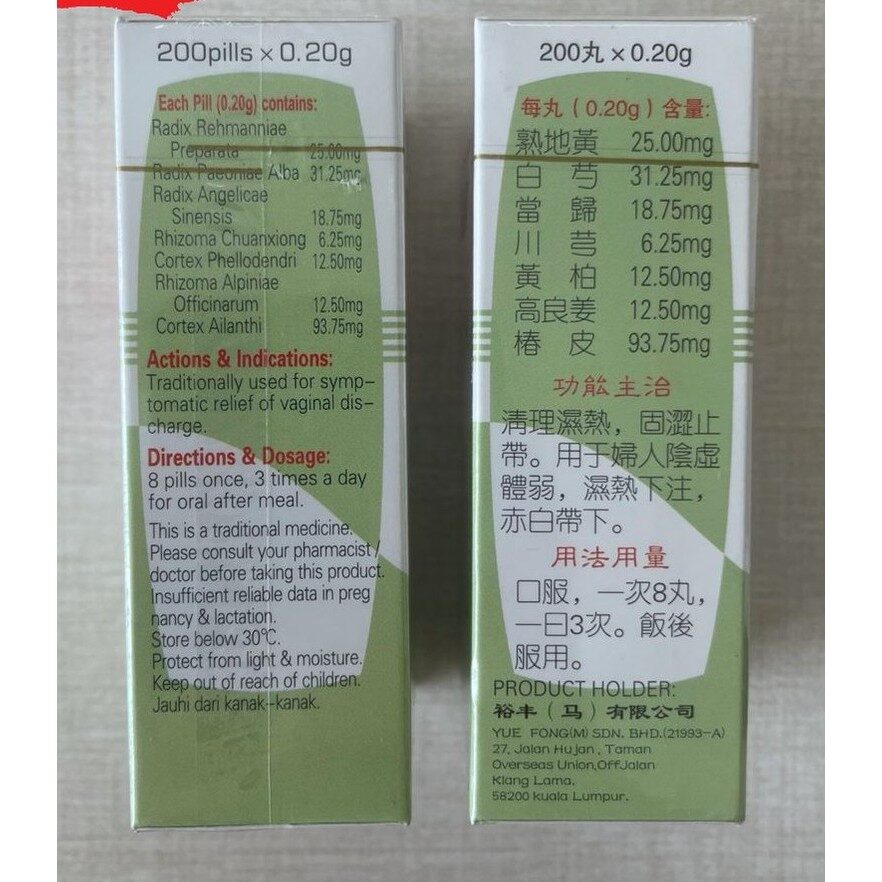 200pills × 0.20g
Each Pill (0.20g) contains:
Radix Rehmanniae
Preparata 25.00mg
Radix Paeoniae Alba 31.25mg
Radix Angelicae
Sinensis 18.75mg
Rhizoma Chuanxiong 6.25mg
Cortex Phellodendri 12.50mg
Rhizoma Alpiniae
Officinarum 12.50mg
Cortex Ailanthi 93.75mg
Actions & Indications:
Traditionally used for symp-
tomatic relief of vaginal dis-
charge.
Directions & Dosage:
8 pills once, 3 times a day
for oral after meal.
This is a traditional medicine.
Please consult your pharmacist /
doctor before taking this product.
Insufficient reliable data in preg
nancy & lactation.
Store below 30℃.
Protect from light & moisture.
Keep out of reach of children.
Jauhi dari kanak-kanak.
200丸 × 0.20g
每丸（0.20g）含量:
熟地黃 25.00mg
白芍 31.25mg
當歸 18.75mg
川芎 6.25mg
黃柏 12.50mg
高良姜 12.50mg
椿皮 93.75mg
功能主治
清理濕熱，固澀止
帶。用于婦人陰虛
體弱，濕熱下注，
赤白帶下。
用法用量
口服，一次8丸，
一日3次。飯後
服用。
PRODUCT HOLDER:
裕丰（马）有限公司
YUE FONG(M) SDN. BHD.(21993-A)
27, Jalan Hujan, Taman
Overseas Union,OffJalan
Klang Lama,
58200 Kuala Lumpur.